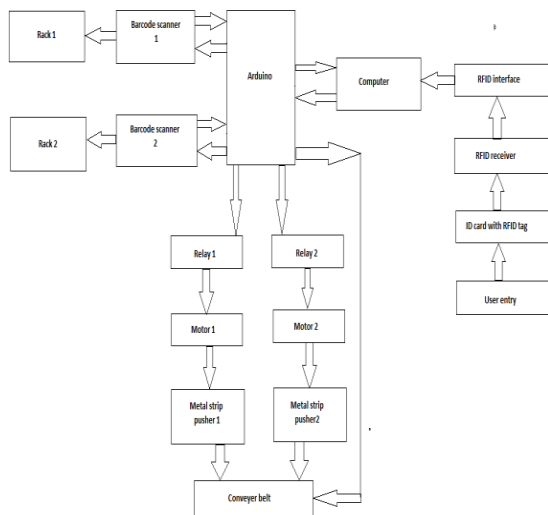 Rack 1
Barcode scanner
1
Arduino
Computer
RFID interface
Rack 2
Barcode scanner
2
RFID receiver
ID card with RFID tag
User entry
Relay 1
Relay 2
Motor 1
Motor 2
Metal strip
pusher 1
Metal strip
pusher2
Conveyer belt